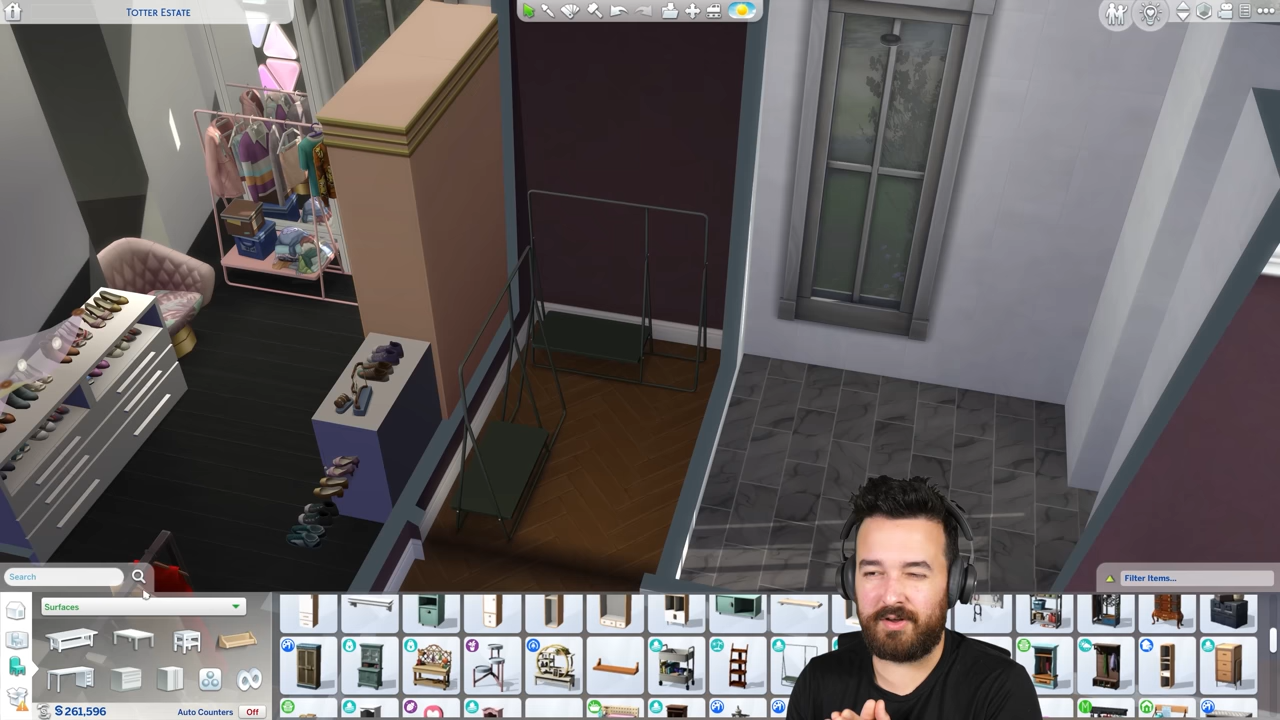 Totter Estate
Search
Filter Items...
Surfaces
§261,596
Auto Counters
Off